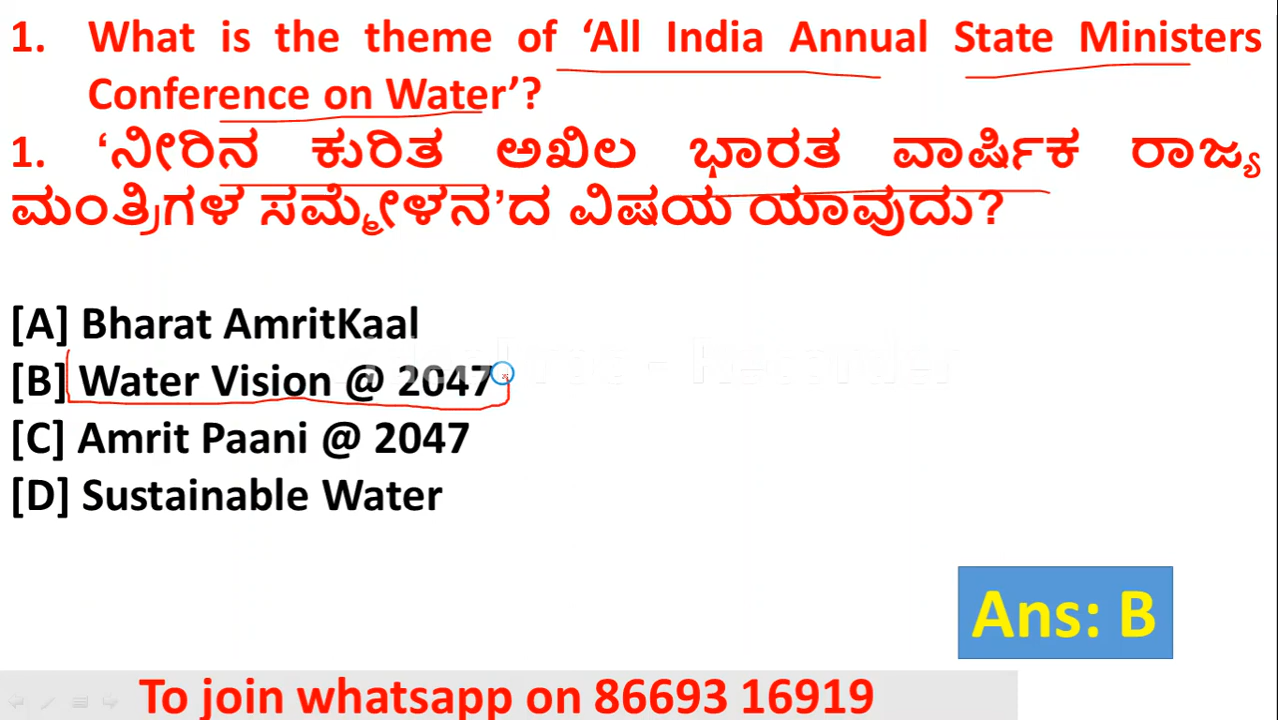 1. What is the theme of ‘All India Annual State Ministers
Conference on Water’?
1. ‘ನೀರಿನ ಕುರಿತ ಅಖಿಲ ಭಾರತ ವಾರ್ಷಿಕ ರಾಜ್ಯ
ಮಂತ್ರಿಗಳ ಸಮ್ಮೇಳನ’ದ ವಿಷಯ ಯಾವುದು?
[A] Bharat AmritKaal
[B] Water Vision @ 2047
[C] Amrit Paani @ 2047
[D] Sustainable Water
Ans: B
To join whatsapp on 86693 16919